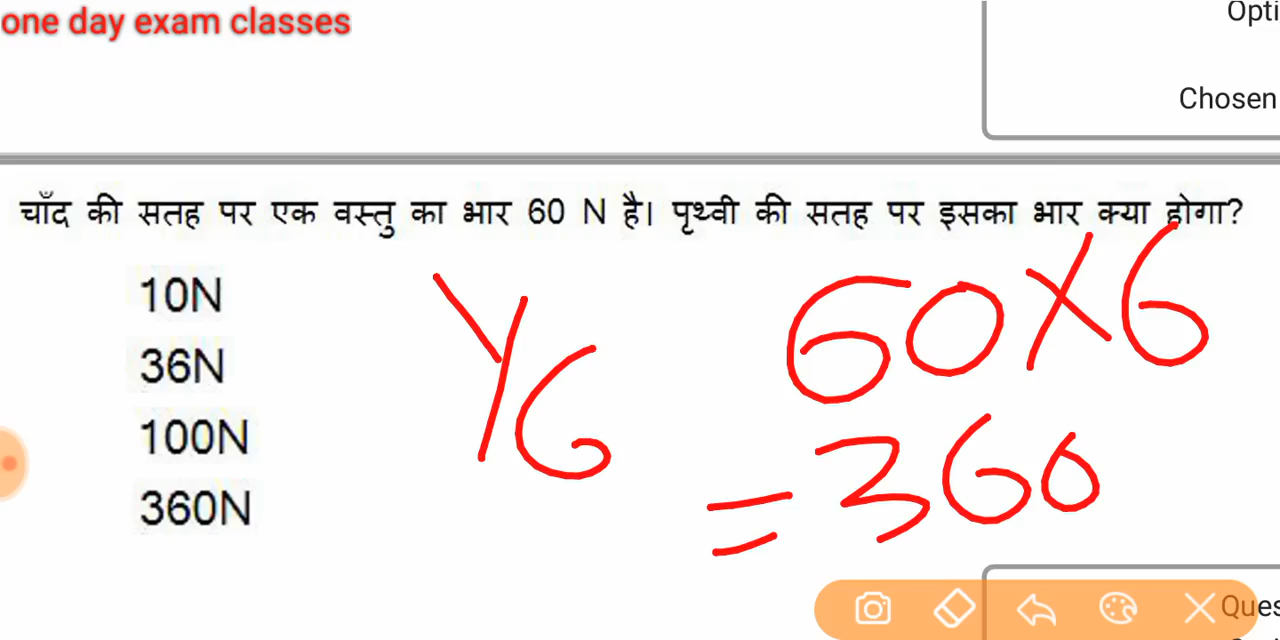 one day exam classes
Opti
Chosen
चाँद की सतह पर एक वस्तु का भार 60 N है। पृथ्वी की सतह पर इसका भार क्या होगा?
10N
36N
100N
360N
1/6
60×6
=360
Ques